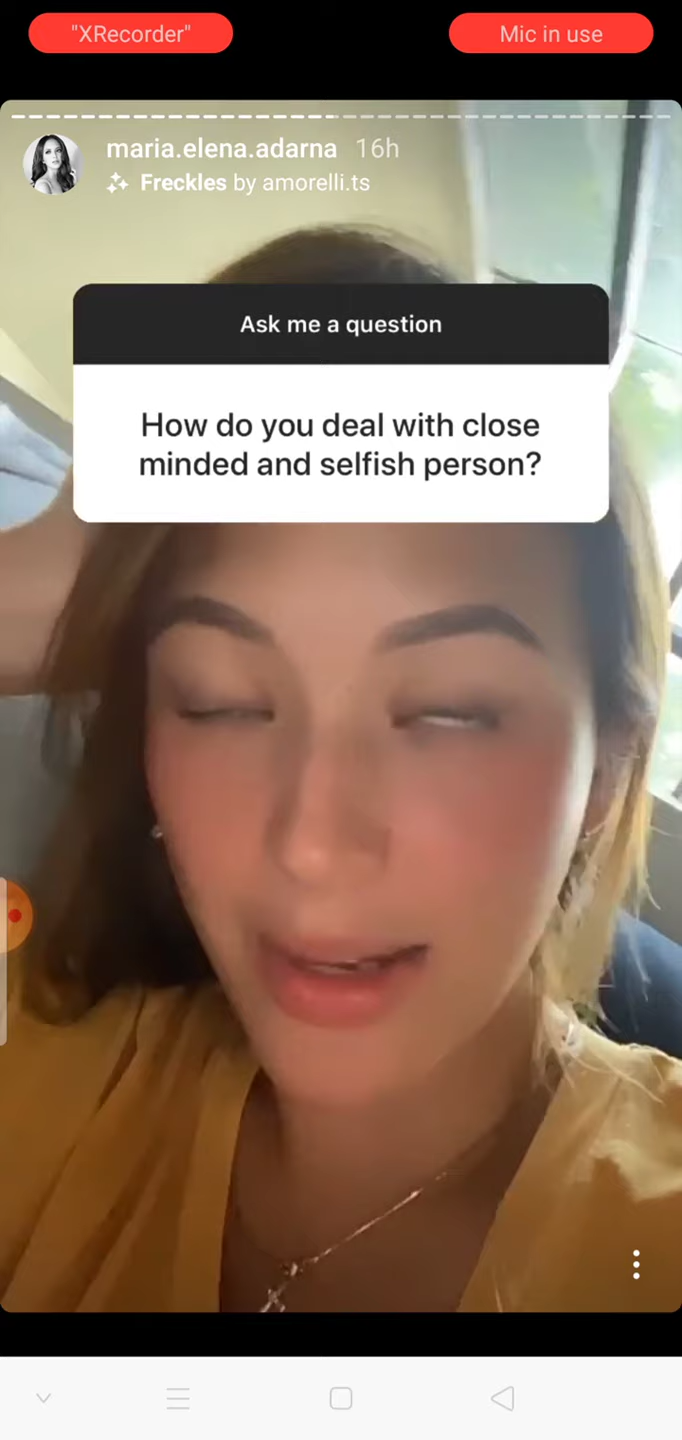 "XRecorder"
Mic in use
maria.elena.adarna 16h
Freckles by amorelli.ts
Ask me a question
How do you deal with close
minded and selfish person?